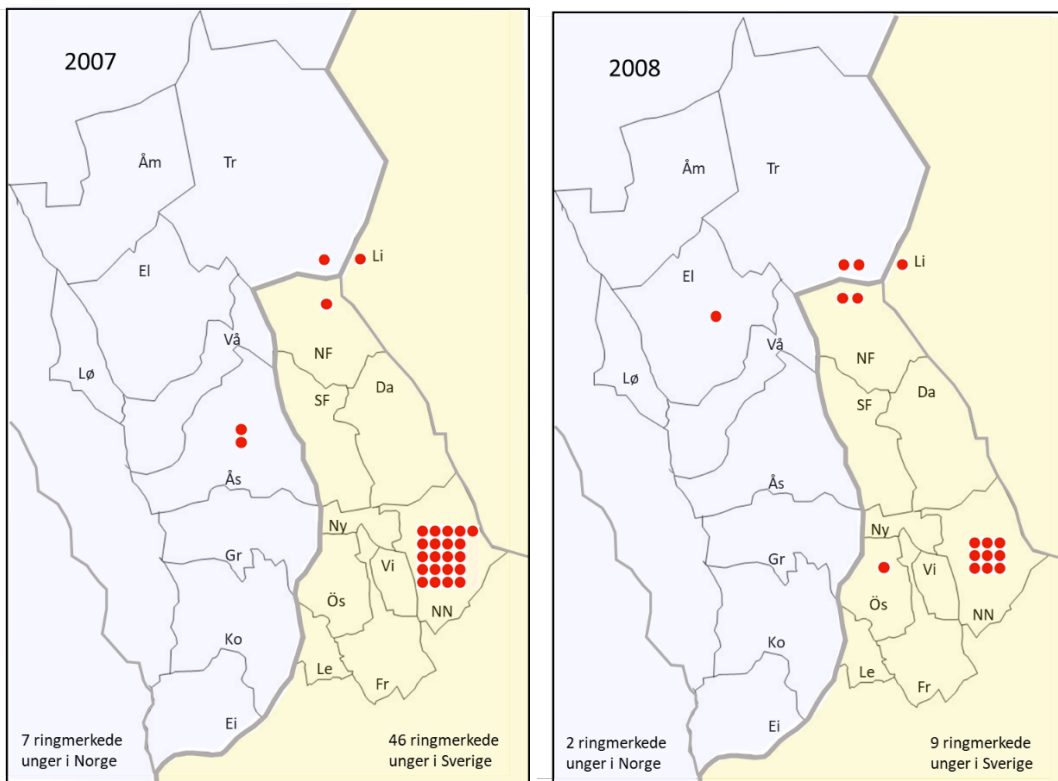 2007
Åm
Tr
Li
El
Vå
NF
Lø
Da
SF
Ås
Ny
Gr
Vi
Ös
NN
Ko
Le
Fr
Ei
7 ringmerkede
unger i Norge
46 ringmerkede
unger i Sverige
2008
Åm
Tr
Li
El
Vå
NF
Lø
Da
SF
Ås
Ny
Gr
Vi
Ös
NN
Ko
Le
Fr
Ei
2 ringmerkede
unger i Norge
9 ringmerkede
unger i Sverige